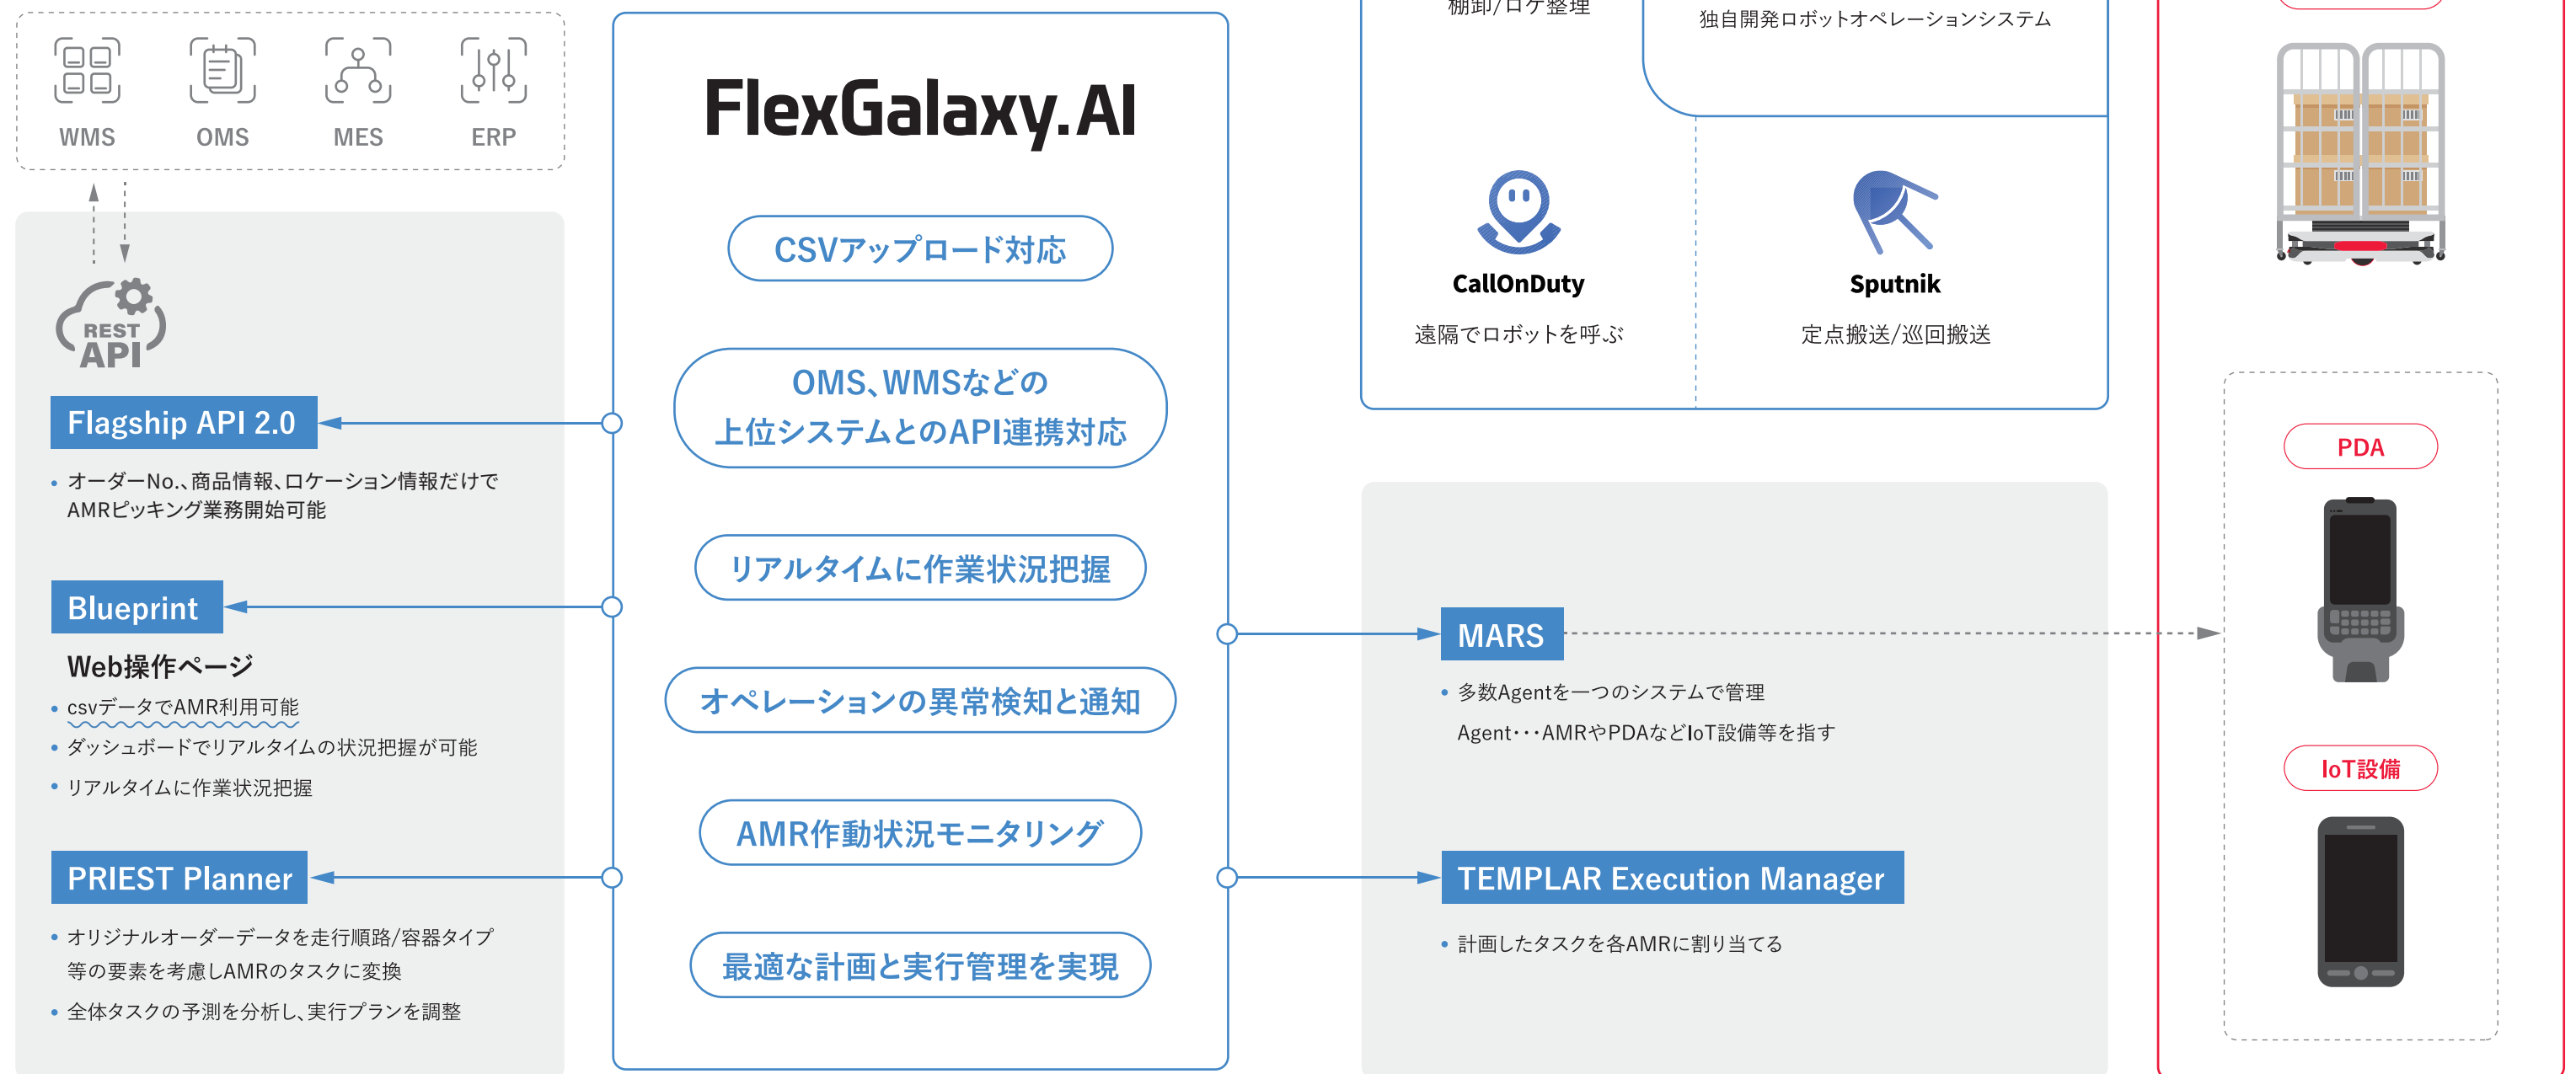 WMS
OMS
MES
ERP
REST
API
Flagship API 2.0
オーダーNo.、商品情報、ロケーション情報だけで
AMRピッキング業務開始可能
Blueprint
Web操作ページ
csvデータでAMR利用可能
ダッシュボードでリアルタイムの状況把握が可能
リアルタイムに作業状況把握
PRIEST Planner
オリジナルオーダーデータを走行順路/容器タイプ
等の要素を考慮しAMRのタスクに変換
全体タスクの予測を分析し、実行プランを調整
FlexGalaxy.AI
CSVアップロード対応
OMS、WMSなどの
上位システムとのAPI連携対応
リアルタイムに作業状況把握
オペレーションの異常検知と通知
AMR作動状況モニタリング
最適な計画と実行管理を実現
棚卸/ロケ整理
独自開発ロボットオペレーションシステム
CallOnDuty
遠隔でロボットを呼ぶ
Sputnik
定点搬送/巡回搬送
MARS
多数Agentを一つのシステムで管理
Agent・・・AMRやPDAなどIoT設備等を指す
TEMPLAR Execution Manager
計画したタスクを各AMRに割り当てる
PDA
IoT設備